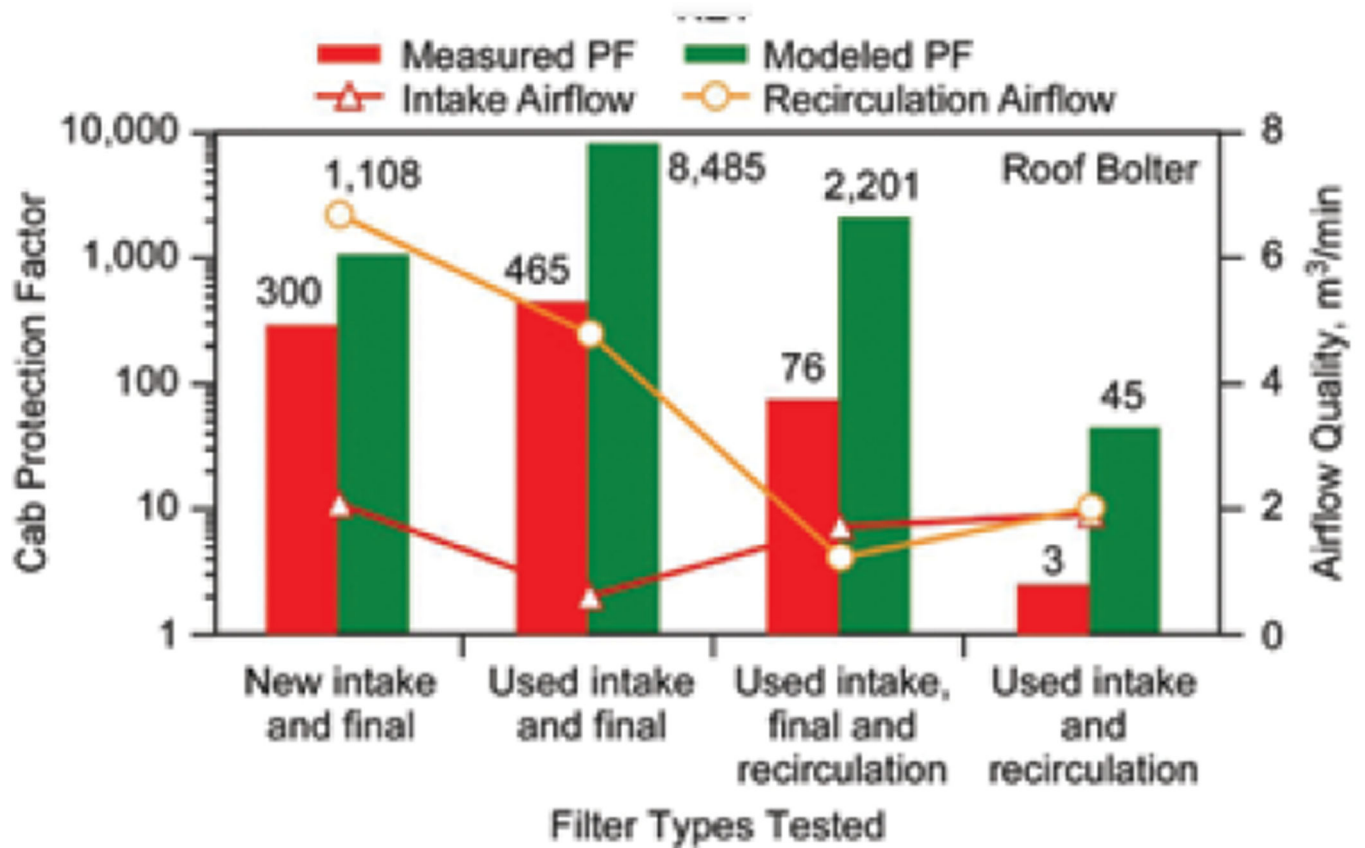 Measured PF
Modeled PF
Intake Airflow
Recirculation Airflow
10,000
1,000
100
10
1
Cab Protection Factor
8
6
4
2
0
Airflow Quality, m³/min
Roof Bolter
1,108
300
8,485
465
2,201
76
45
3
New intake
and final
Used intake
and final
Used intake,
final and
recirculation
Used intake
and
recirculation
Filter Types Tested